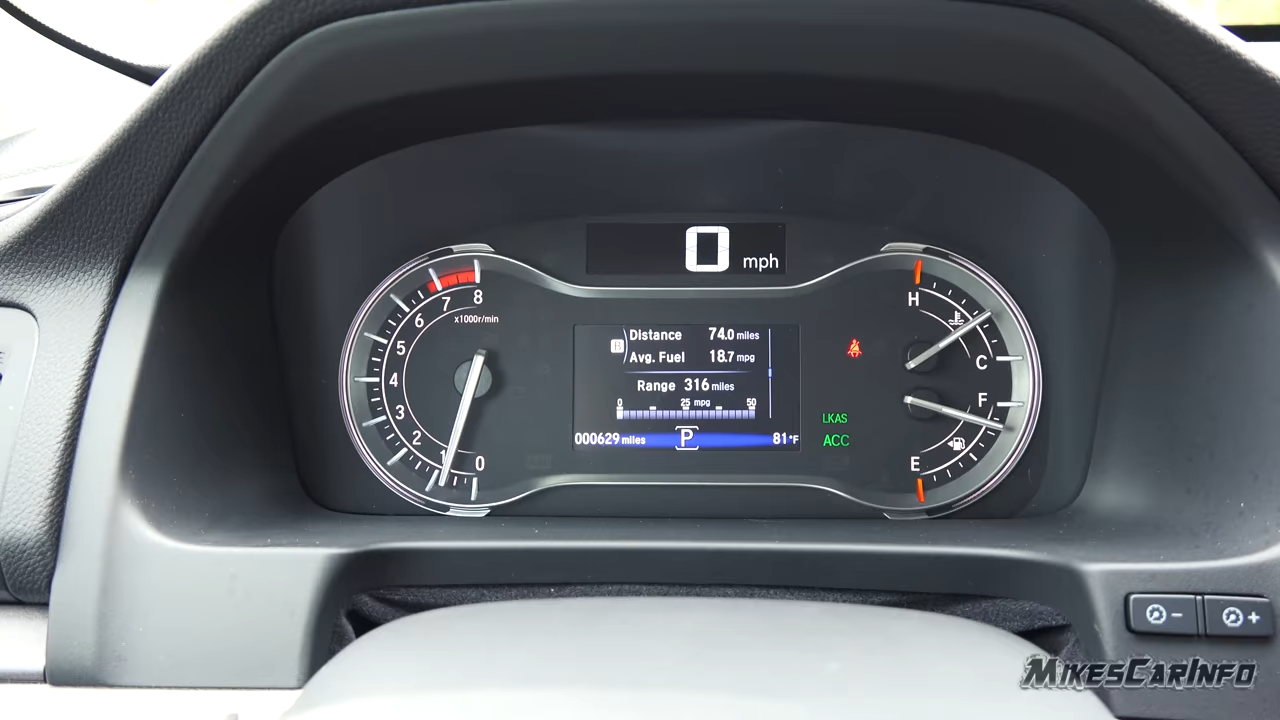 0 mph
8
7
6
5
4
3
2
1
0
x1000r/min
B
Distance 74.0 miles
Avg. Fuel 18.7 mpg
Range 316 miles
0 25 mpg 50
000629 miles P 81°F
LKAS
ACC
H
C
F
E
- +
MIKESCARINFO